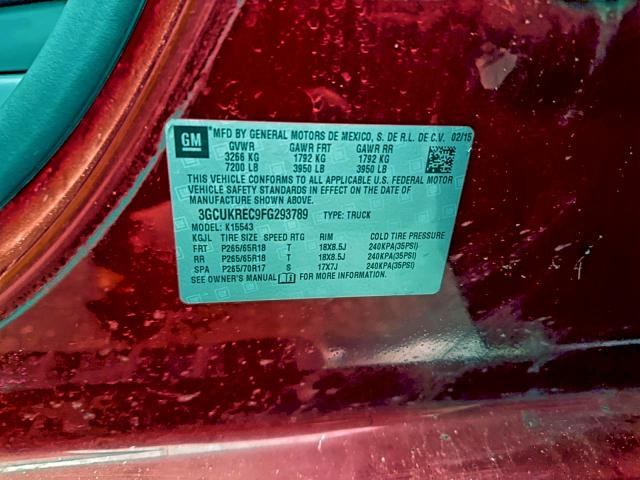 GM MFD BY GENERAL MOTORS DE MEXICO, S. DE R.L. DE C.V. 02/15
GVWR GAWR FRT GAWR RR
3266 KG 1792 KG 1792 KG
7200 LB 3950 LB 3950 LB
THIS VEHICLE CONFORMS TO ALL APPLICABLE U.S. FEDERAL MOTOR
VEHICLE SAFETY STANDARDS IN EFFECT ON THE DATE OF
MANUFACTURE SHOWN ABOVE.
3GCUKREC9FG293789 TYPE: TRUCK
MODEL: K15543
KGJL TIRE SIZE SPEED RTG RIM COLD TIRE PRESSURE
FRT P265/65R18 T 18X8.5J 240KPA(35PSI)
RR P265/65R18 T 18X8.5J 240KPA(35PSI)
SPA P265/70R17 S 17X7J 240KPA(35PSI)
SEE OWNER'S MANUAL FOR MORE INFORMATION.